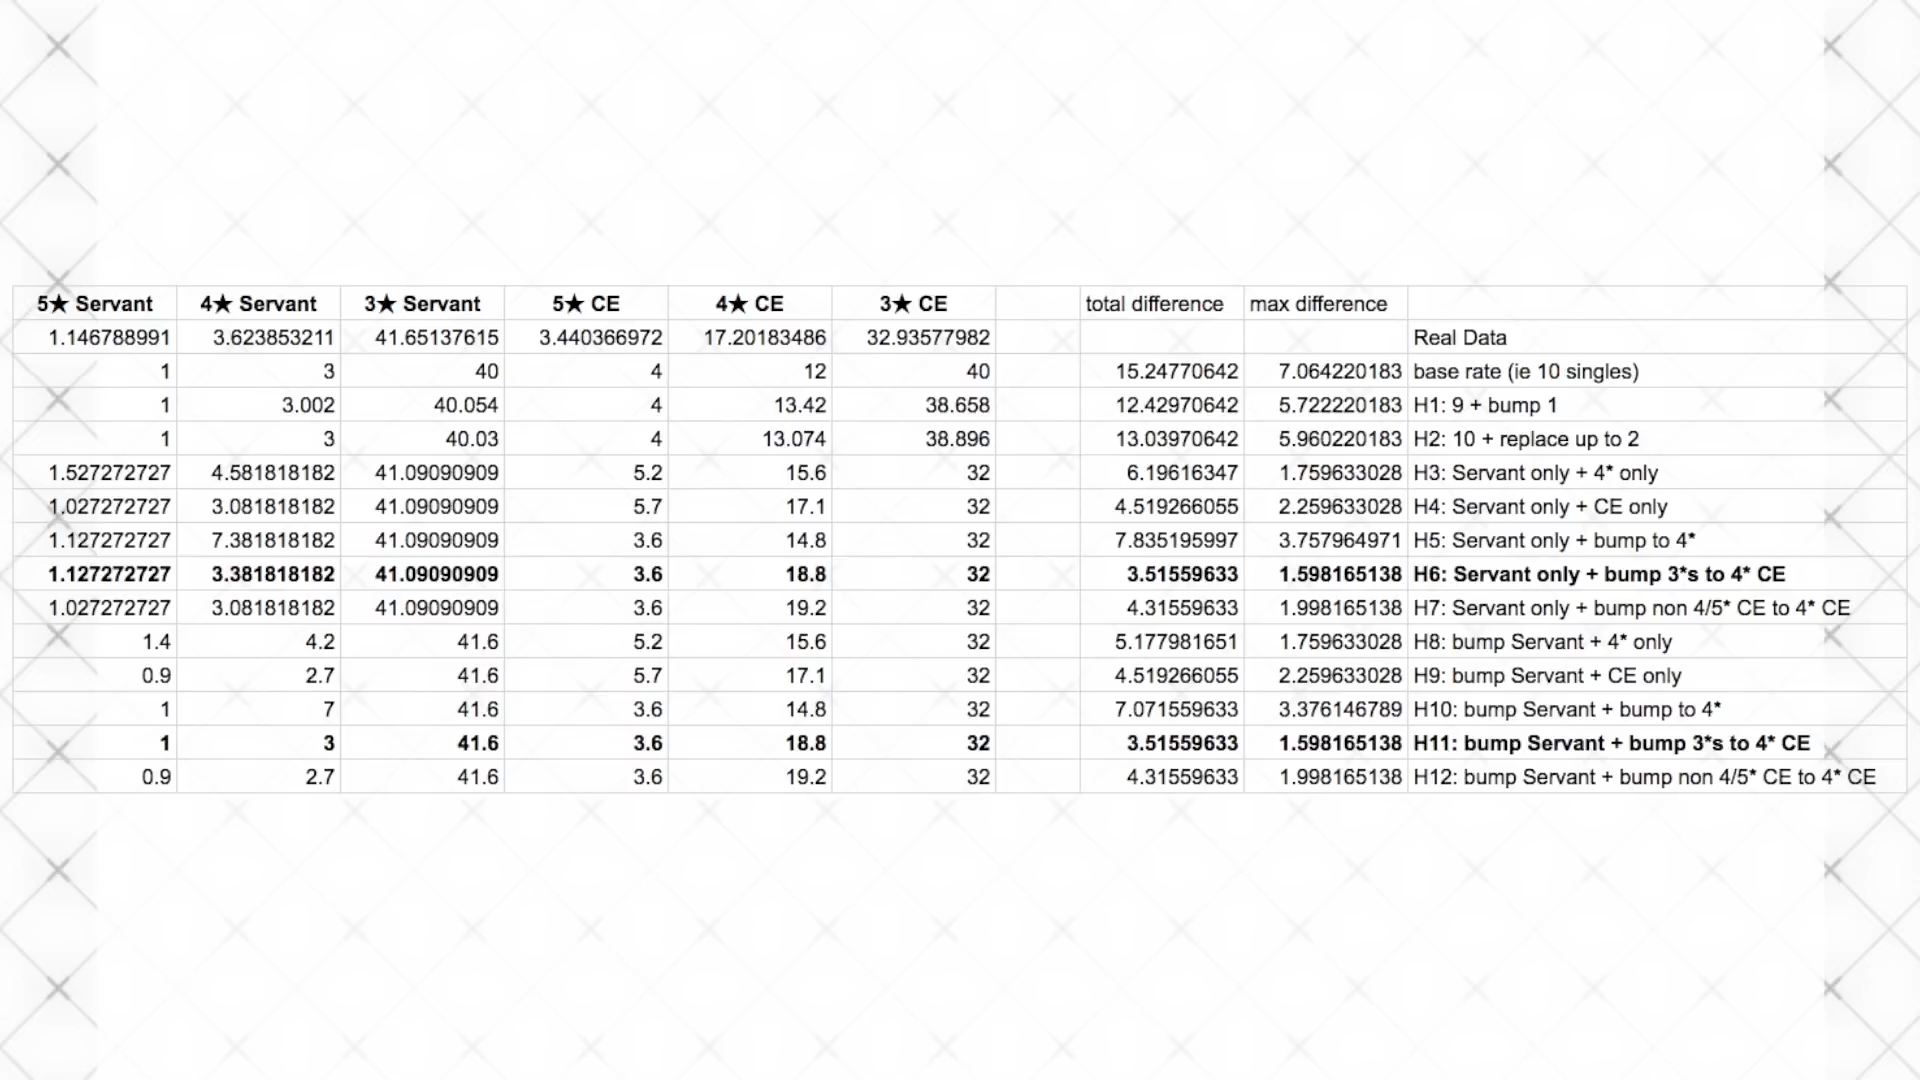 5★ Servant 4★ Servant 3★ Servant 5★ CE 4★ CE 3★ CE total difference max difference
1.146788991 3.623853211 41.65137615 3.440366972 17.20183486 32.93577982 Real Data
1 3 40 4 12 40 15.24770642 7.064220183 base rate (ie 10 singles)
1 3.002 40.054 4 13.42 38.658 12.42970642 5.722220183 H1: 9 + bump 1
1 3 40.03 4 13.074 38.896 13.03970642 5.960220183 H2: 10 + replace up to 2
1.527272727 4.581818182 41.09090909 5.2 15.6 32 6.19616347 1.759633028 H3: Servant only + 4* only
1.027272727 3.081818182 41.09090909 5.7 17.1 32 4.519266055 2.259633028 H4: Servant only + CE only
1.127272727 7.381818182 41.09090909 3.6 14.8 32 7.835195997 3.757964971 H5: Servant only + bump to 4*
1.127272727 3.381818182 41.09090909 3.6 18.8 32 3.51559633 1.598165138 H6: Servant only + bump 3*s to 4* CE
1.027272727 3.081818182 41.09090909 3.6 19.2 32 4.31559633 1.998165138 H7: Servant only + bump non 4/5* CE to 4* CE
1.4 4.2 41.6 5.2 15.6 32 5.177981651 1.759633028 H8: bump Servant + 4* only
0.9 2.7 41.6 5.7 17.1 32 4.519266055 2.259633028 H9: bump Servant + CE only
1 7 41.6 3.6 14.8 32 7.071559633 3.376146789 H10: bump Servant + bump to 4*
1 3 41.6 3.6 18.8 32 3.51559633 1.598165138 H11: bump Servant + bump 3*s to 4* CE
0.9 2.7 41.6 3.6 19.2 32 4.31559633 1.998165138 H12: bump Servant + bump non 4/5* CE to 4* CE